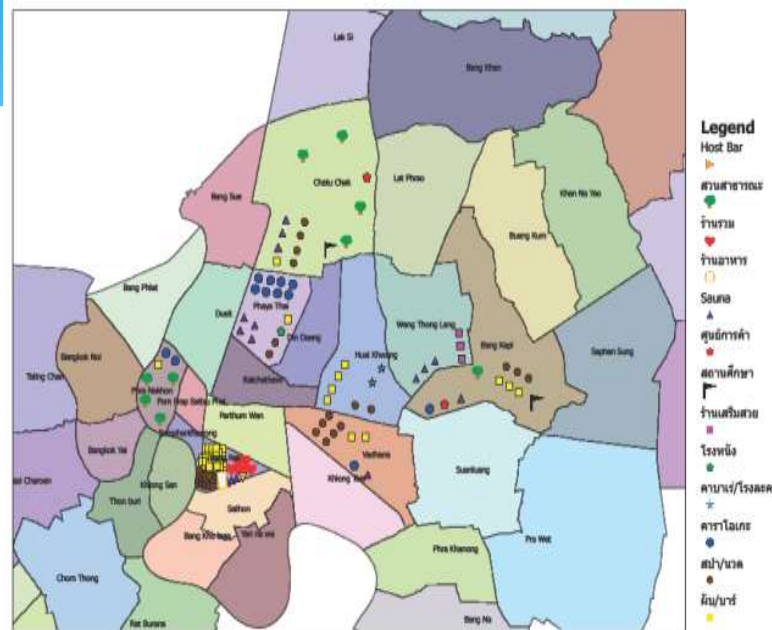 Lak Si
Bang Khen
Chatu Chak
Lat Phrao
Khan Na Yao
Bang Sue
Bueng Kum
Bang Phlat
Dusit
Phaya Thai
Din Daeng
Huai Khwang
Wang Thong Lang
Bang Kapi
Saphan Sung
Bangkok Noi
Taling Chan
Phra Nakhon
Pom Prap Sattru Phai
Ratchathewi
Parthum Wan
Bangkok Yai
Khlong San
Vadhana
Khlong Toei
Suanluang
Thon buri
Sathon
Bang Kho laem
Yan na wa
Phra Khanong
Pra Wet
Chom Thong
Rat Burana
Bang Na
Legend
Host Bar
สวนสาธารณะ
ร้านรวม
ร้านอาหาร
Sauna
ศูนย์การค้า
สถานศึกษา
ร้านเสริมสวย
โรงหนัง
คาบาเร่/โรงละคร
คาราโอเกะ
สปา/นวด
ผับ/บาร์